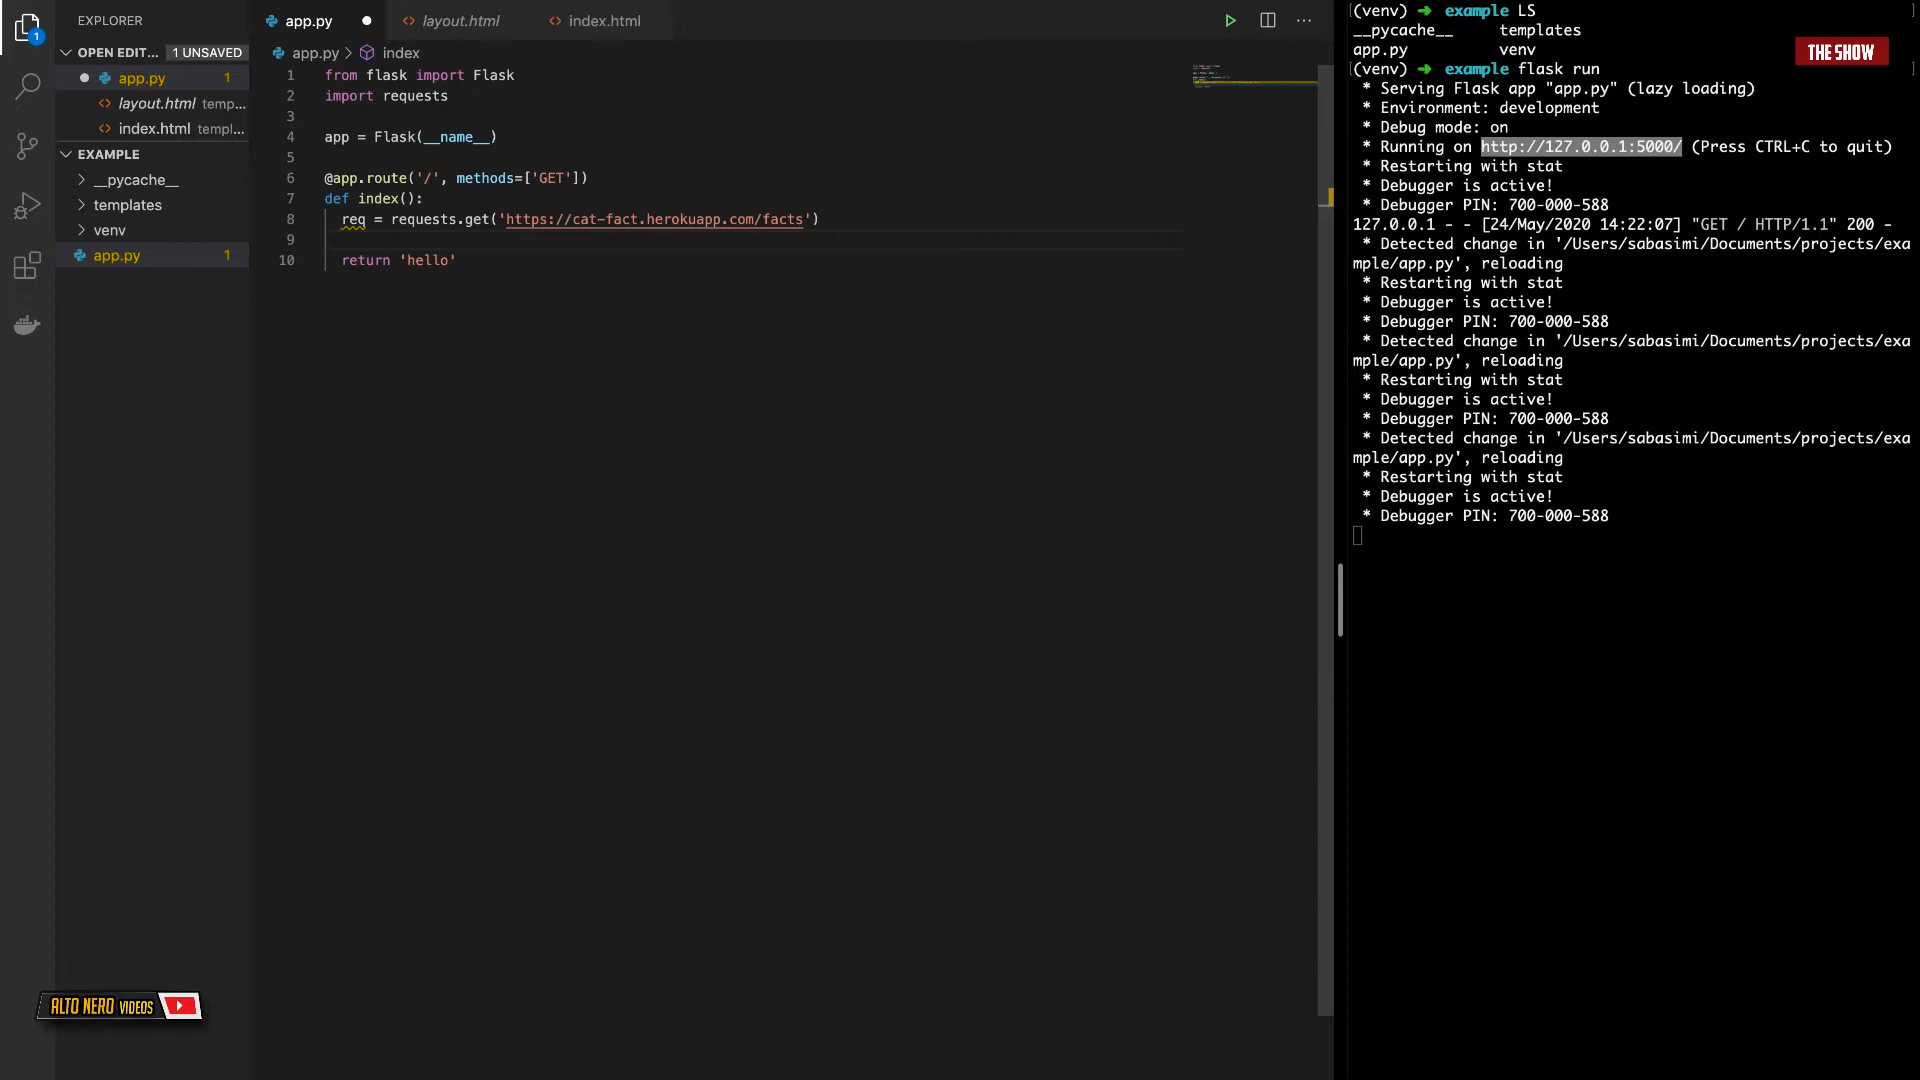 1
EXPLORER
OPEN EDIT... 1 UNSAVED
app.py 1
layout.html temp...
index.html templ...
EXAMPLE
__pycache__
templates
venv
app.py 1
ALTO NERO VIDEOS
app.py
layout.html
index.html
app.py > index
1 from flask import Flask
2 import requests
3
4 app = Flask(__name__)
5
6 @app.route('/', methods=['GET'])
7 def index():
8 req = requests.get('https://cat-fact.herokuapp.com/facts')
9
10 return 'hello'
(venv) ➜ example LS
__pycache__ templates
app.py venv
(venv) ➜ example flask run
* Serving Flask app "app.py" (lazy loading)
* Environment: development
* Debug mode: on
* Running on http://127.0.0.1:5000/ (Press CTRL+C to quit)
* Restarting with stat
* Debugger is active!
* Debugger PIN: 700-000-588
127.0.0.1 - - [24/May/2020 14:22:07] "GET / HTTP/1.1" 200 -
* Detected change in '/Users/sabasimi/Documents/projects/exa
mple/app.py', reloading
* Restarting with stat
* Debugger is active!
* Debugger PIN: 700-000-588
* Detected change in '/Users/sabasimi/Documents/projects/exa
mple/app.py', reloading
* Restarting with stat
* Debugger is active!
* Debugger PIN: 700-000-588
* Detected change in '/Users/sabasimi/Documents/projects/exa
mple/app.py', reloading
* Restarting with stat
* Debugger is active!
* Debugger PIN: 700-000-588
THE SHOW